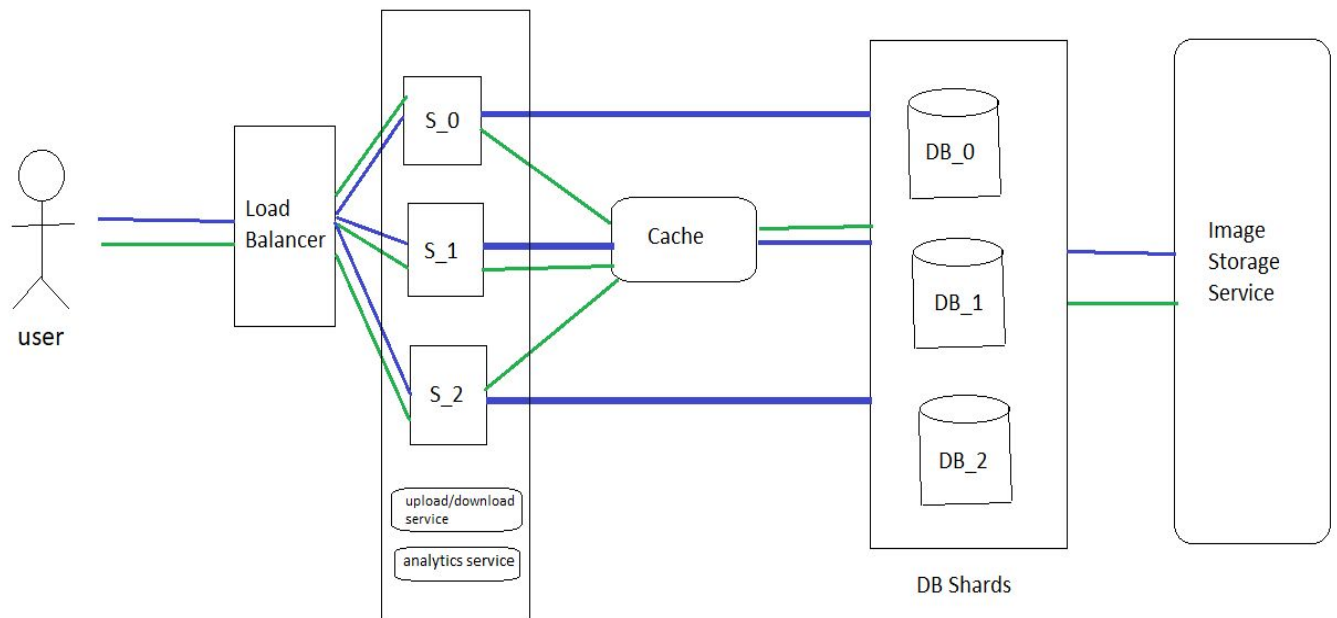 user
Load
Balancer
S_0
S_1
S_2
upload/download
service
analytics service
Cache
DB_0
DB_1
DB_2
DB Shards
Image
Storage
Service